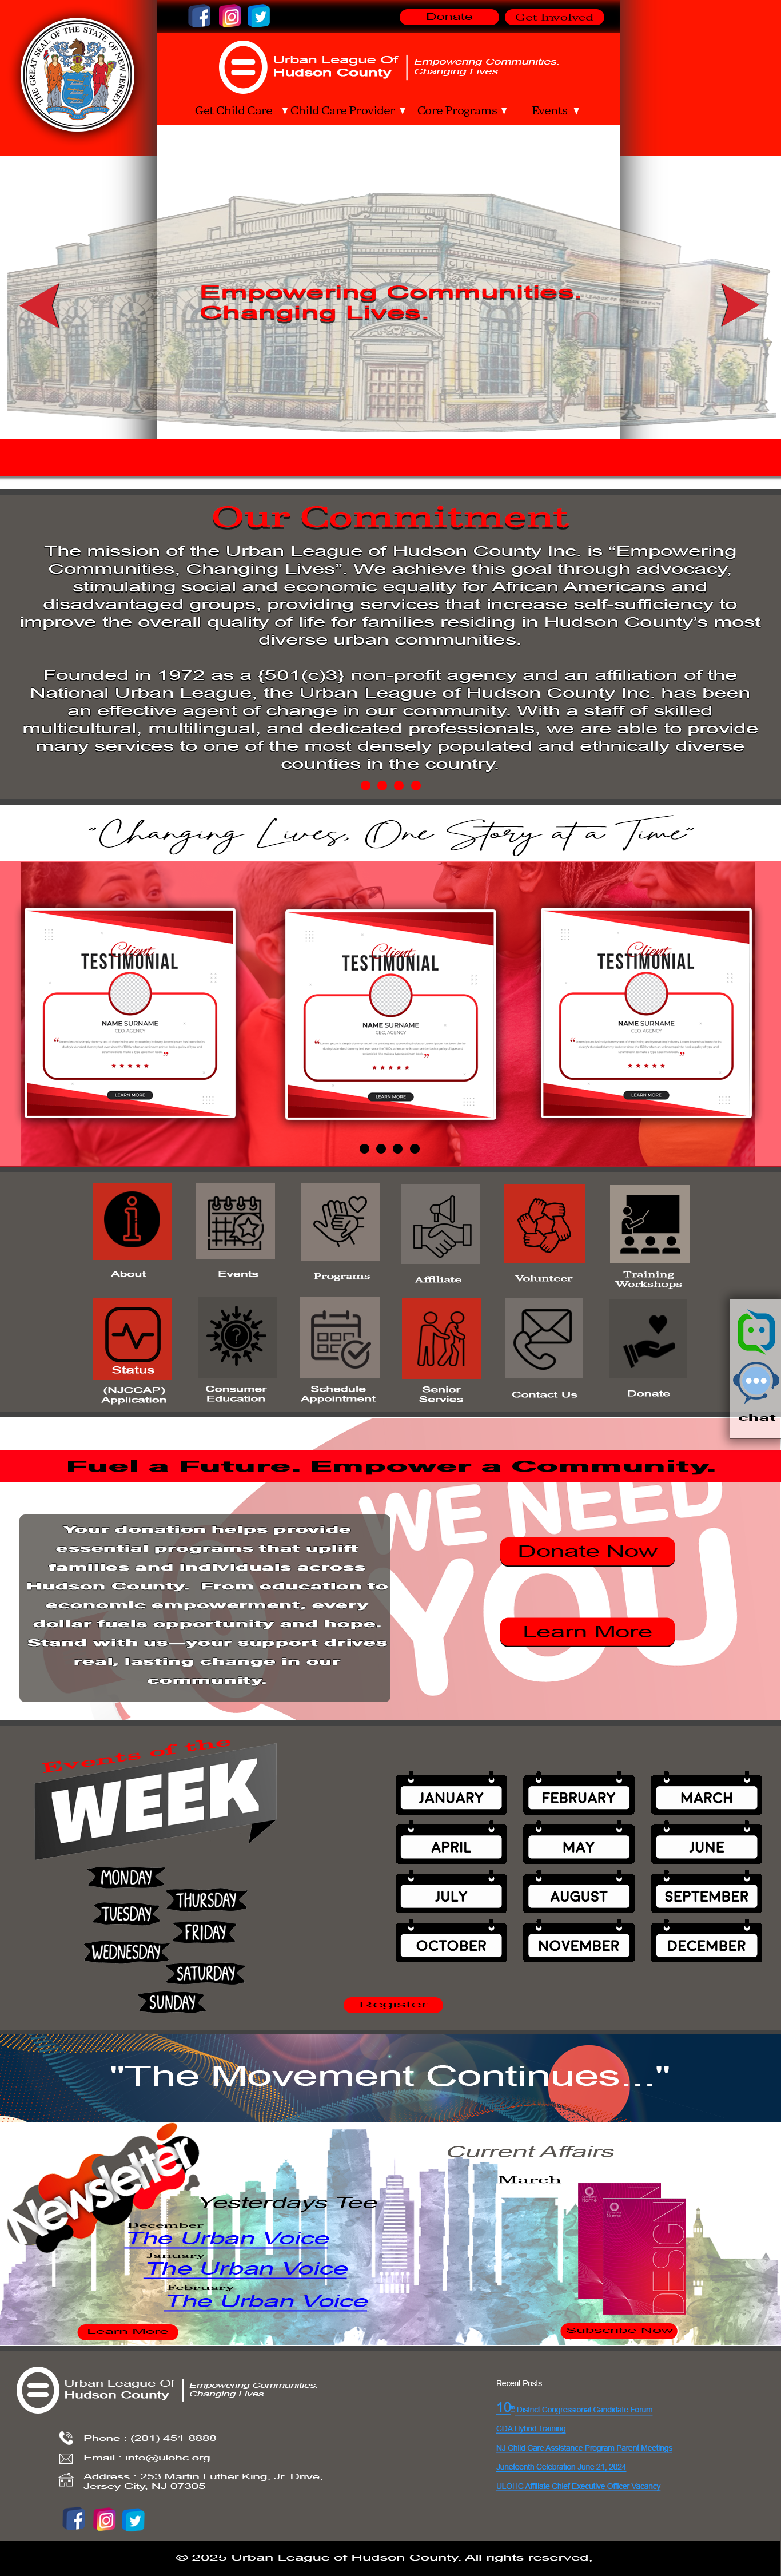 THE GREAT SEAL OF THE STATE OF NEW JERSEY
Donate
Get Involved
Urban League Of
Hudson County
Empowering Communities.
Changing Lives.
Get Child Care
Child Care Provider
Core Programs
Events
Empowering Communities.
Changing Lives.
Our Commitment
The mission of the Urban League of Hudson County Inc. is “Empowering
Communities, Changing Lives”. We achieve this goal through advocacy,
stimulating social and economic equality for African Americans and
disadvantaged groups, providing services that increase self-sufficiency to
improve the overall quality of life for families residing in Hudson County’s most
diverse urban communities.
Founded in 1972 as a {501(c)3} non-profit agency and an affiliation of the
National Urban League, the Urban League of Hudson County Inc. has been
an effective agent of change in our community. With a staff of skilled
multicultural, multilingual, and dedicated professionals, we are able to provide
many services to one of the most densely populated and ethnically diverse
counties in the country.
"Changing Lives, One Story at a Time"
Client
TESTIMONIAL
NAME SURNAME
CEO, AGENCY
LEARN MORE
Client
TESTIMONIAL
NAME SURNAME
CEO, AGENCY
LEARN MORE
Client
TESTIMONIAL
NAME SURNAME
CEO, AGENCY
LEARN MORE
About
Events
Programs
Affiliate
Volunteer
Training
Workshops
Status
(NJCCAP)
Application
?
Consumer
Education
Schedule
Appointment
Senior
Servies
Contact Us
Donate
chat
Fuel a Future. Empower a Community.
WE NEED
YOU
Your donation helps provide
essential programs that uplift
families and individuals across
Hudson County. From education to
economic empowerment, every
dollar fuels opportunity and hope.
Stand with us—your support drives
real, lasting change in our
community.
Donate Now
Learn More
Events of the
WEEK
MONDAY
THURSDAY
TUESDAY
FRIDAY
WEDNESDAY
SATURDAY
SUNDAY
JANUARY
FEBRUARY
MARCH
APRIL
MAY
JUNE
JULY
AUGUST
SEPTEMBER
OCTOBER
NOVEMBER
DECEMBER
Register
"The Movement Continues..."
Newsletter
Yesterdays Tee
December
The Urban Voice
January
The Urban Voice
February
The Urban Voice
Learn More
Current Affairs
March
DESIGN
Subscribe Now
Urban League Of
Hudson County
Empowering Communities.
Changing Lives.
Phone : (201) 451-8888
Email : info@ulohc.org
Address : 253 Martin Luther King, Jr. Drive,
Jersey City, NJ 07305
Recent Posts:
10th District Congressional Candidate Forum
CDA Hybrid Training
NJ Child Care Assistance Program Parent Meetings
Juneteenth Celebration June 21, 2024
ULOHC Affiliate Chief Executive Officer Vacancy
© 2025 Urban League of Hudson County. All rights reserved,